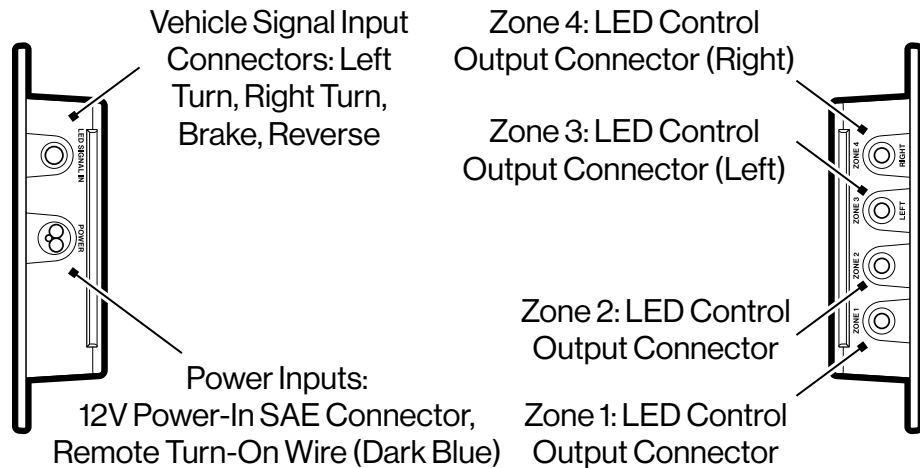 Vehicle Signal Input
Connectors: Left
Turn, Right Turn,
Brake, Reverse
LED SIGNAL IN
POWER
Power Inputs:
12V Power-In SAE Connector,
Remote Turn-On Wire (Dark Blue)
Zone 4: LED Control
Output Connector (Right)
Zone 3: LED Control
Output Connector (Left)
Zone 2: LED Control
Output Connector
Zone 1: LED Control
Output Connector
ZONE 4
RIGHT
ZONE 3
LEFT
ZONE 2
ZONE 1